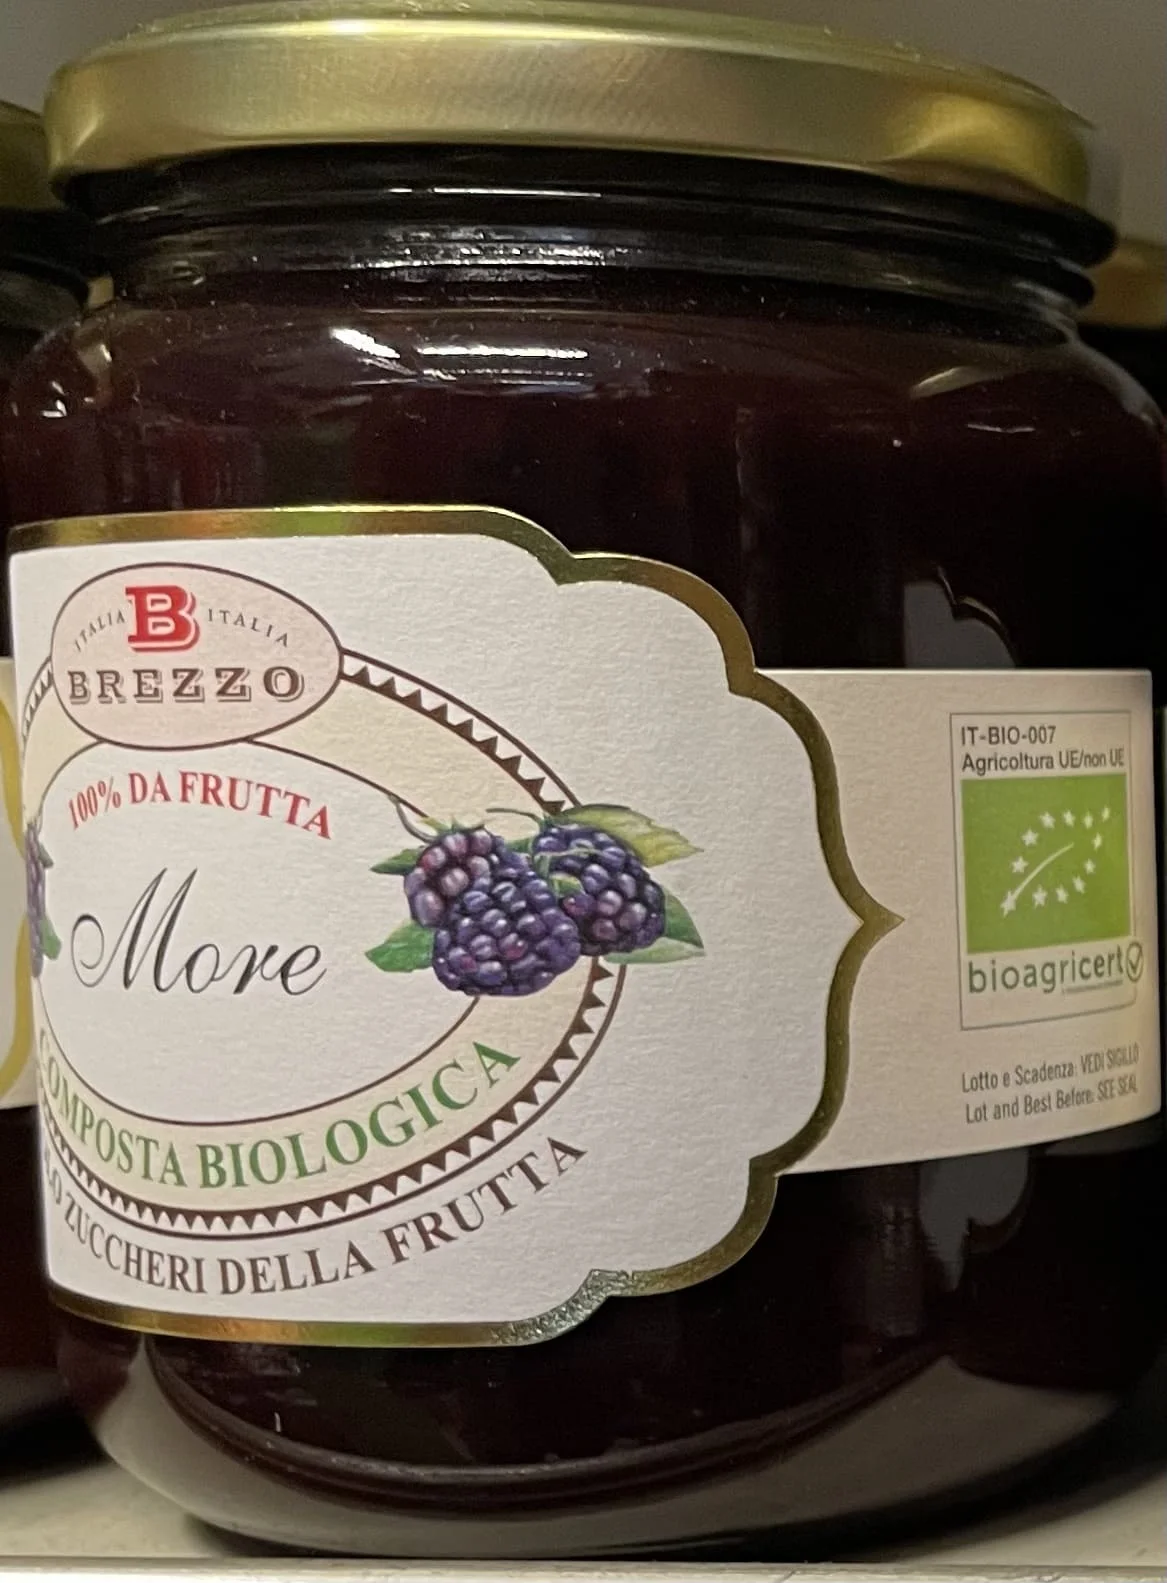 ITALIA B ITALIA
BREZZO
100% DA FRUTTA
More
COMPOSTA BIOLOGICA
ZUCCHERI DELLA FRUTTA
IT-BIO-007
Agricoltura UE/non UE
bioagricert
Lotto e Scadenza: VEDI SIGILLO
Lot and Best Before: SEE SEAL